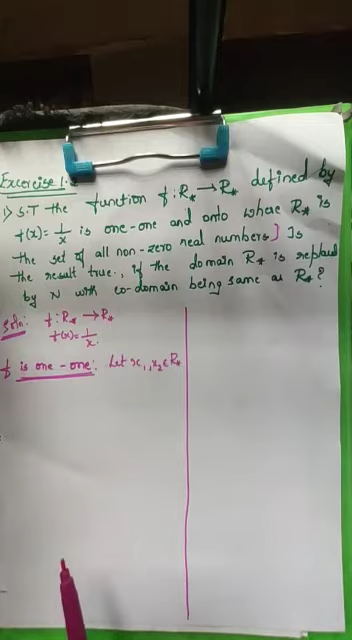 Excercise 1:
1) S.T the function f: R* → R* defined by
f(x) = 1/x is one-one and onto where R* is
the set of all non-zero real numbers] Is
the result true, if the domain R* is replaced
by N with co-domain being same as R*?
Soln: f: R* → R*
f(x) = 1/x.
f is one-one: Let x₁, x₂ ∈ R*